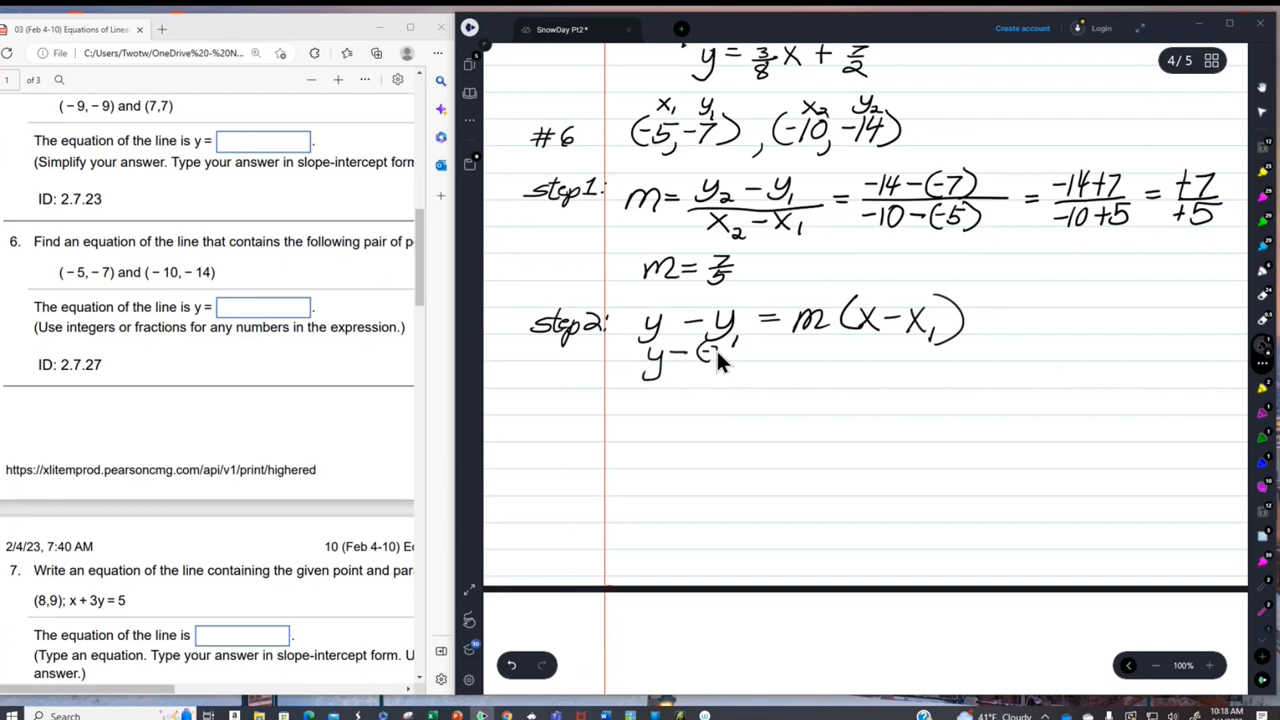 03 (Feb 4-10) Equations of Linea
File
C:/Users/Twotw/OneDrive%20-%20N...
1 of 3
(−9, −9) and (7,7)
The equation of the line is y =
(Simplify your answer. Type your answer in slope-intercept form
ID: 2.7.23
6. Find an equation of the line that contains the following pair of p
(−5, −7) and (−10, −14)
The equation of the line is y =
(Use integers or fractions for any numbers in the expression.)
ID: 2.7.27
https://xlitemprod.pearsoncmg.com/api/v1/print/highered
2/4/23, 7:40 AM 10 (Feb 4-10) Ec
7. Write an equation of the line containing the given point and par
(8,9); x + 3y = 5
The equation of the line is
(Type an equation. Type your answer in slope-intercept form. U
answer.)
SnowDay Pt2*
Create account
Login
4/5
y = 3/8 x + 7/2
x₁ y₁ x₂ y₂
#6 (-5, -7), (-10, -14)
step1: m = (y₂ - y₁)/(x₂ - x₁) = (-14-(-7))/(-10-(-5)) = (-14+7)/(-10+5) = +7/+5
m = 7/5
step2: y - y₁ = m(x - x₁)
y - (-7
100%
Search
41°F Cloudy
10:18 AM